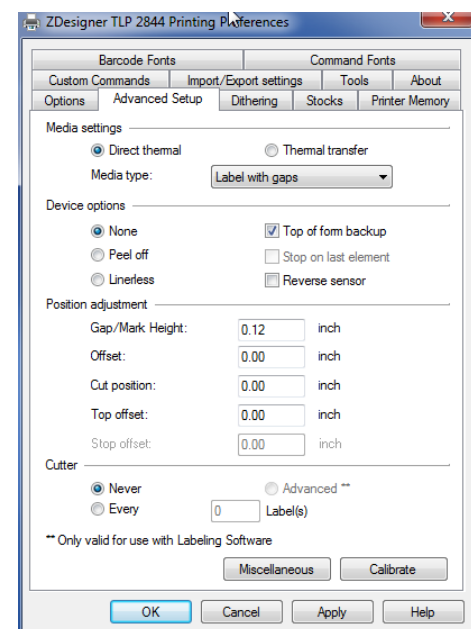 ZDesigner TLP 2844 Printing Preferences
Barcode Fonts Command Fonts
Custom Commands Import/Export settings Tools About
Options Advanced Setup Dithering Stocks Printer Memory
Media settings
Direct thermal Thermal transfer
Media type: Label with gaps
Device options
None Top of form backup
Peel off Stop on last element
Linerless Reverse sensor
Position adjustment
Gap/Mark Height: 0.12 inch
Offset: 0.00 inch
Cut position: 0.00 inch
Top offset: 0.00 inch
Stop offset: 0.00 inch
Cutter
Never Advanced **
Every 0 Label(s)
** Only valid for use with Labeling Software
Miscellaneous Calibrate
OK Cancel Apply Help